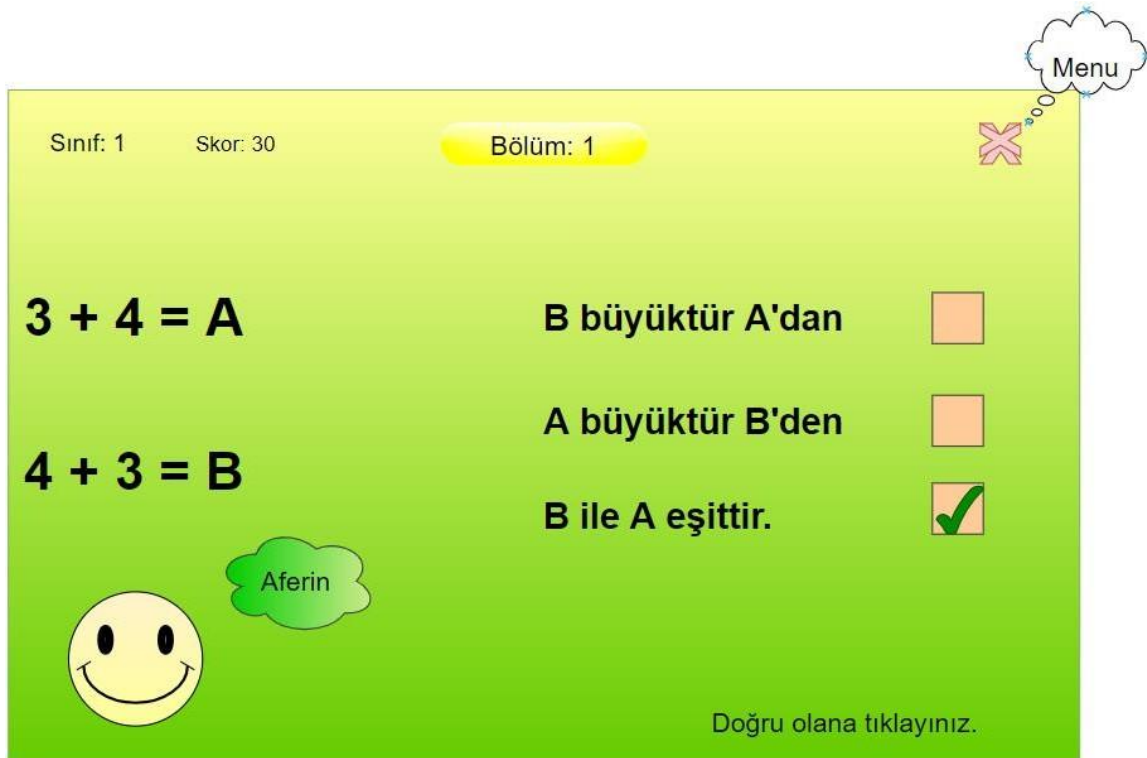 Menu
Sınıf: 1
Skor: 30
Bölüm: 1
3 + 4 = A
B büyüktür A'dan
A büyüktür B'den
4 + 3 = B
B ile A eşittir.
Aferin
Doğru olana tıklayınız.